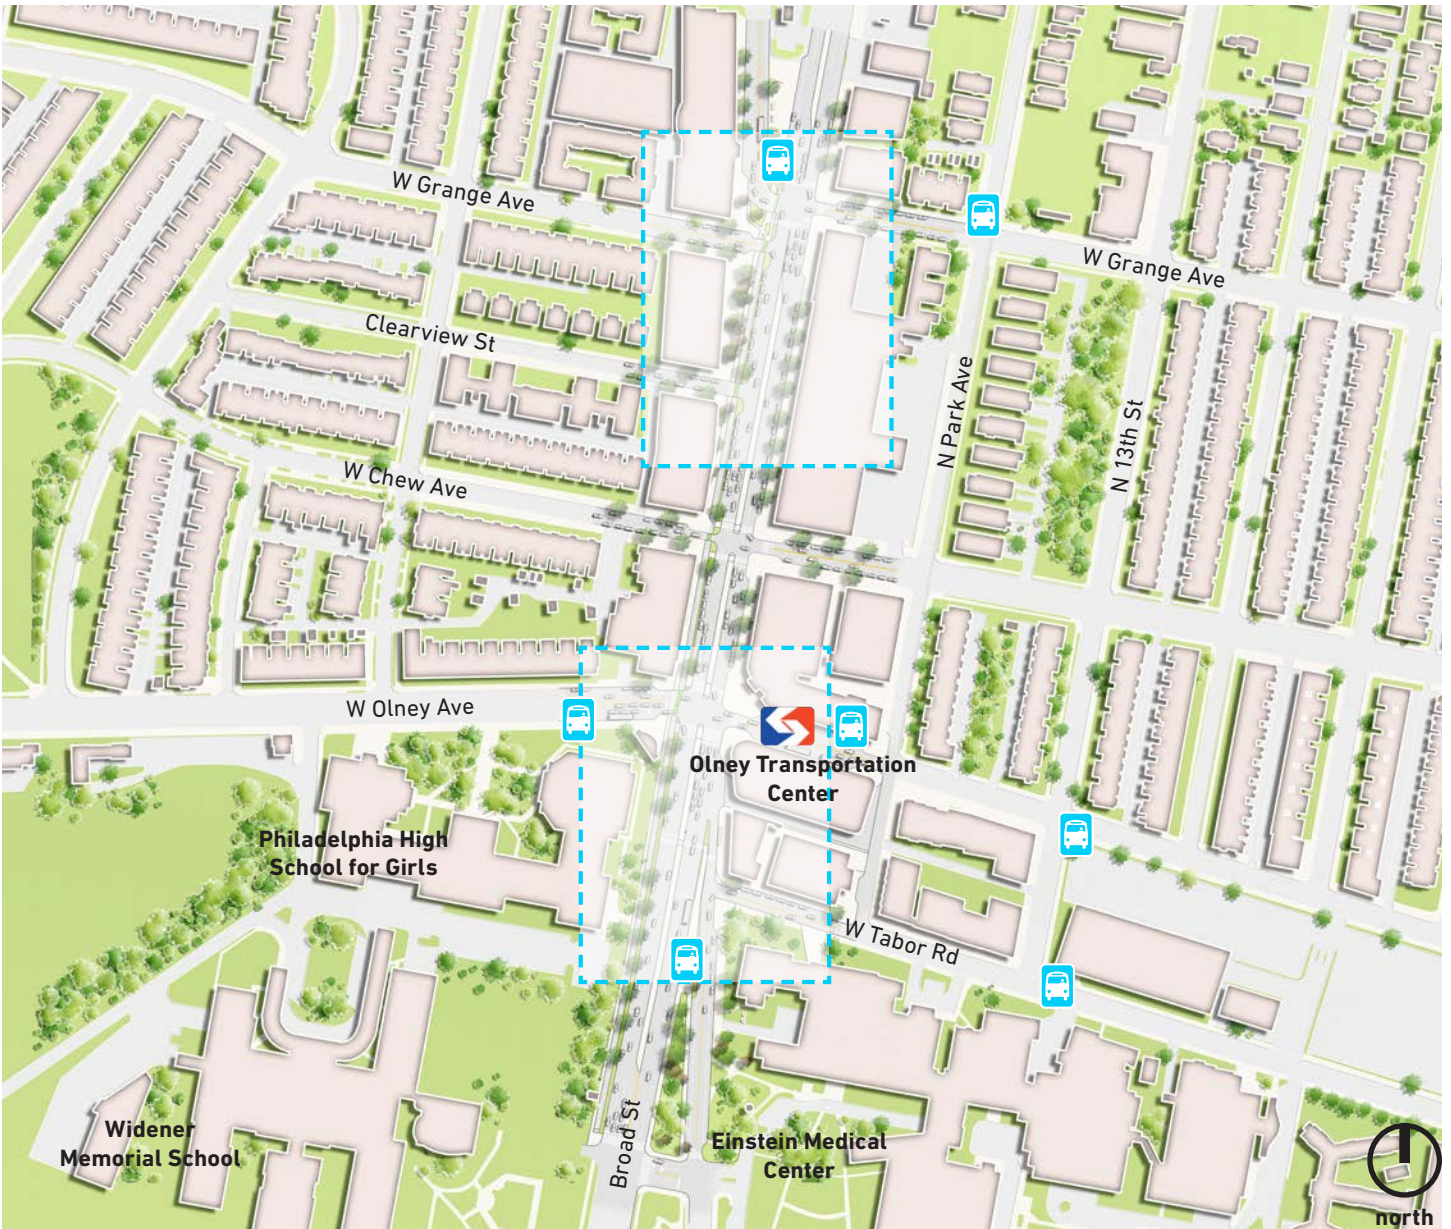 W Grange Ave
W Grange Ave
Clearview St
N Park Ave
N 13th St
W Chew Ave
W Olney Ave
Olney Transportation
Center
Philadelphia High
School for Girls
W Tabor Rd
Broad St
Widener
Memorial School
Einstein Medical
Center
north